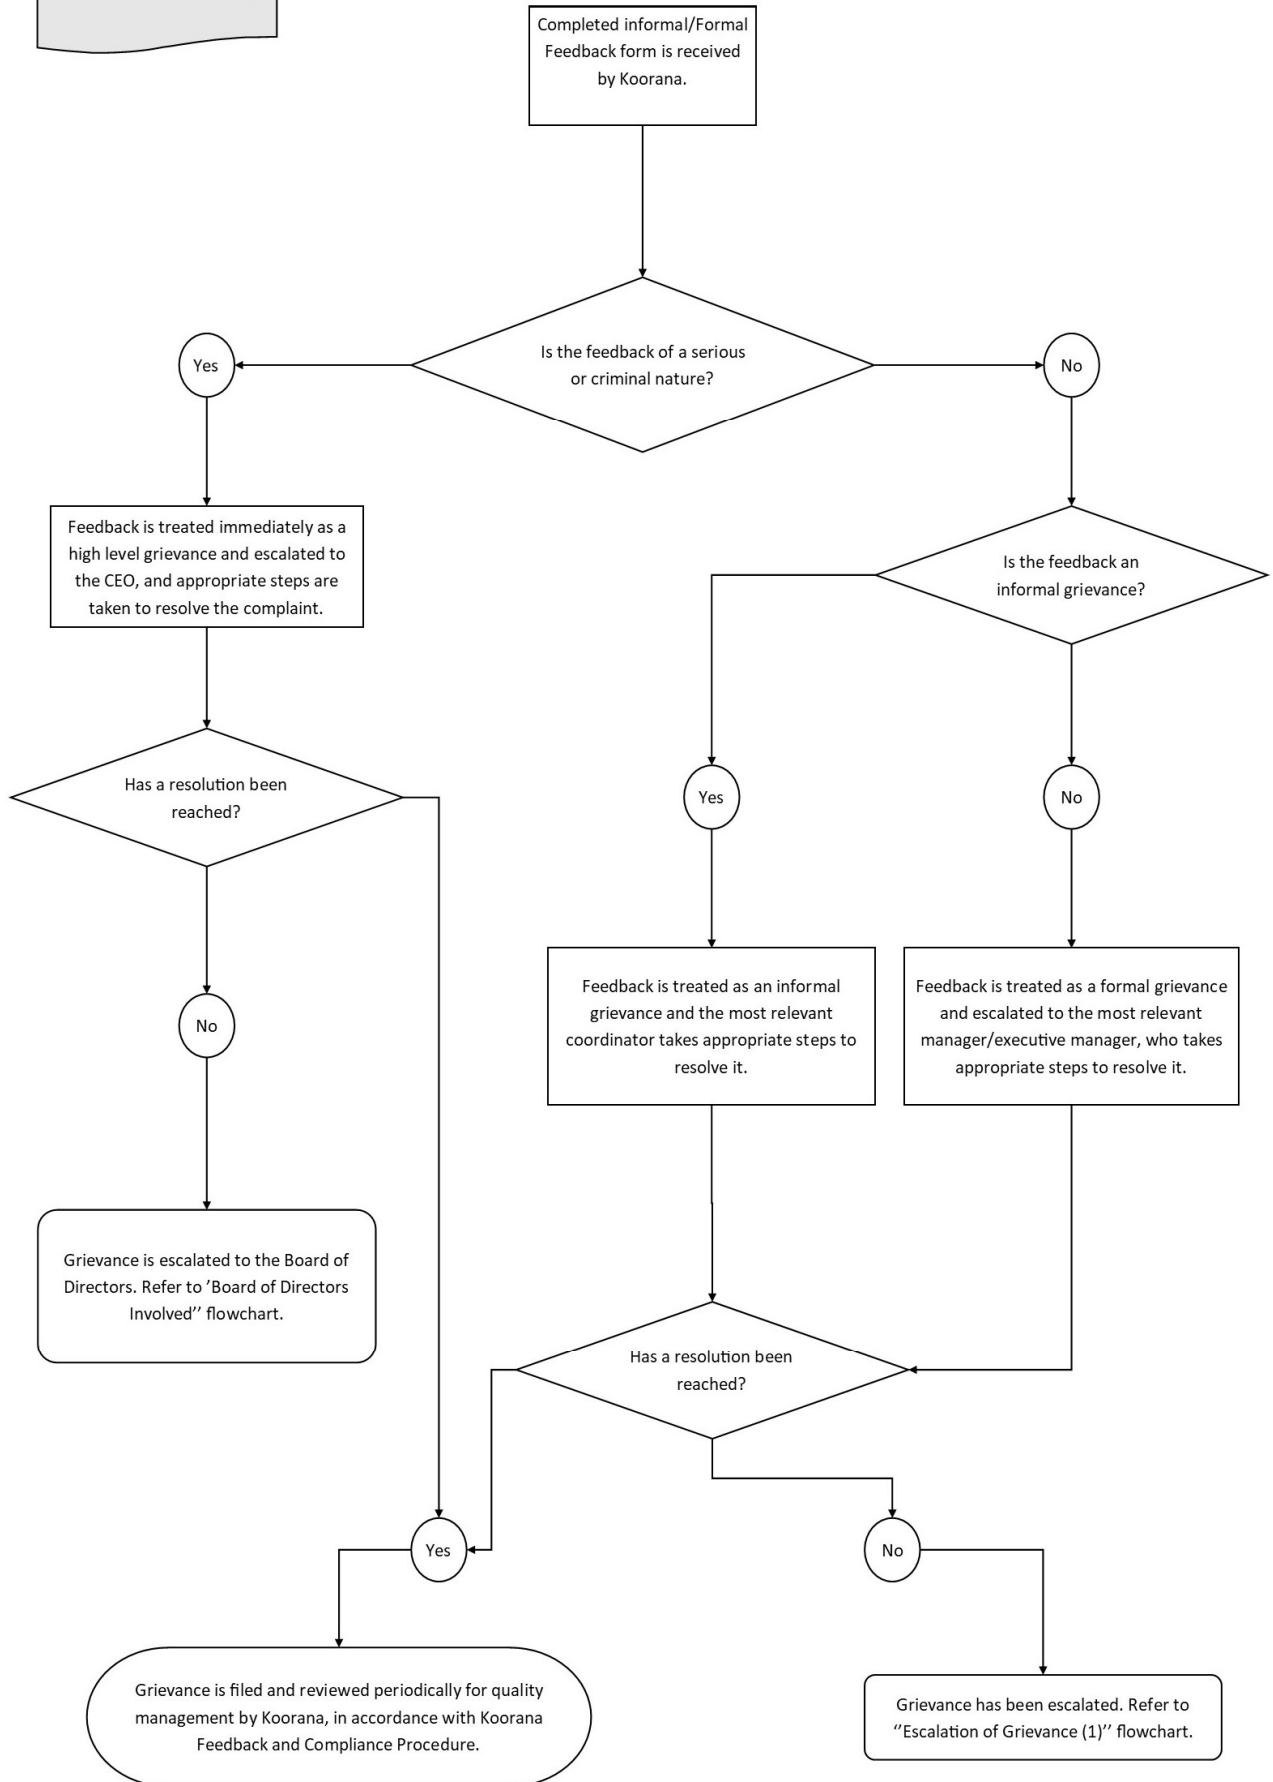 Completed informal/Formal
Feedback form is received
by Koorana.
Is the feedback of a serious
or criminal nature?
Yes
No
Feedback is treated immediately as a
high level grievance and escalated to
the CEO, and appropriate steps are
taken to resolve the complaint.
Is the feedback an
informal grievance?
Has a resolution been
reached?
Yes
No
Feedback is treated as an informal
grievance and the most relevant
coordinator takes appropriate steps to
resolve it.
Feedback is treated as a formal grievance
and escalated to the most relevant
manager/executive manager, who takes
appropriate steps to resolve it.
No
Grievance is escalated to the Board of
Directors. Refer to ’Board of Directors
Involved’’ flowchart.
Has a resolution been
reached?
Yes
No
Grievance is filed and reviewed periodically for quality
management by Koorana, in accordance with Koorana
Feedback and Compliance Procedure.
Grievance has been escalated. Refer to
‘’Escalation of Grievance (1)’’ flowchart.